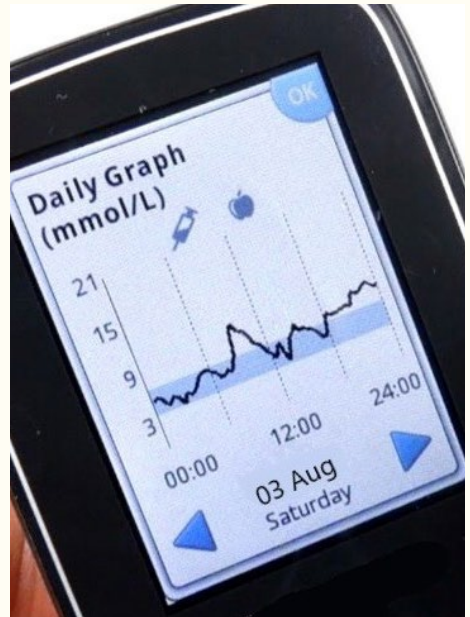 OK
Daily Graph
(mmol/L)
21
15
9
3
00:00
12:00
24:00
03 Aug
Saturday